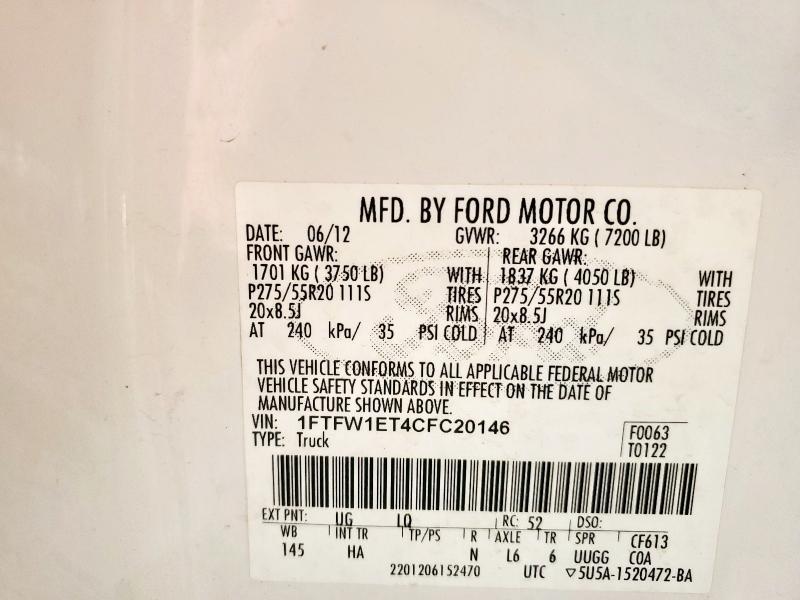 MFD. BY FORD MOTOR CO.
DATE: 06/12 GVWR: 3266 KG ( 7200 LB)
FRONT GAWR: REAR GAWR:
1701 KG ( 3750 LB) WITH 1837 KG ( 4050 LB) WITH
P275/55R20 111S TIRES P275/55R20 111S TIRES
20x8.5J RIMS 20x8.5J RIMS
AT 240 kPa/ 35 PSI COLD AT 240 kPa/ 35 PSI COLD
THIS VEHICLE CONFORMS TO ALL APPLICABLE FEDERAL MOTOR
VEHICLE SAFETY STANDARDS IN EFFECT ON THE DATE OF
MANUFACTURE SHOWN ABOVE.
VIN: 1FTFW1ET4CFC20146 F0063
TYPE: Truck T0122
EXT PNT: UG LQ RC: 52 DSO:
WB INT TR TP/PS R AXLE TR SPR CF613
145 HA N L6 6 UUGG COA
2201206152470 UTC ▽5U5A-1520472-BA